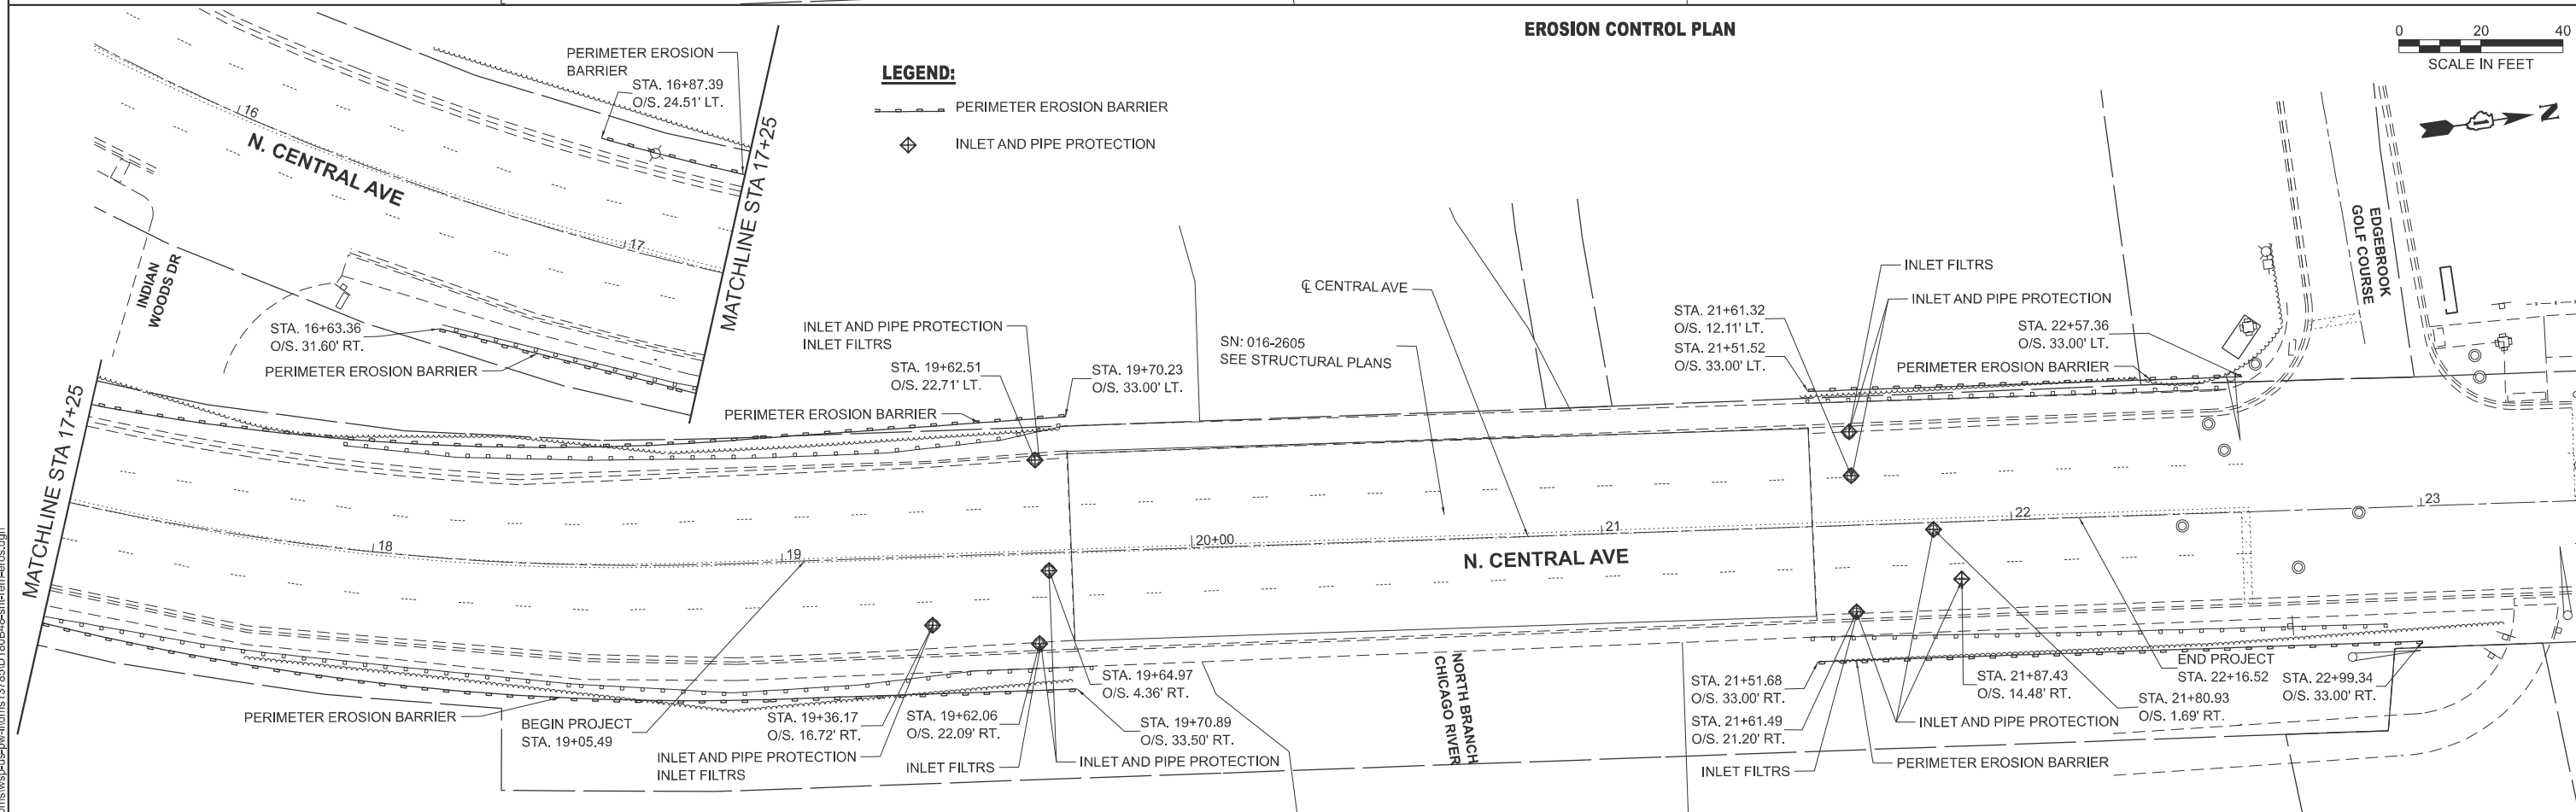 EROSION CONTROL PLAN
0 20 40
SCALE IN FEET
N
LEGEND:
PERIMETER EROSION BARRIER
INLET AND PIPE PROTECTION
PERIMETER EROSION
BARRIER
STA. 16+87.39
O/S. 24.51' LT.
16
N. CENTRAL AVE
17
MATCHLINE STA 17+25
INDIAN
WOODS DR
STA. 16+63.36
O/S. 31.60' RT.
PERIMETER EROSION BARRIER
MATCHLINE STA 17+25
INLET AND PIPE PROTECTION
INLET FILTRS
STA. 19+62.51
O/S. 22.71' LT.
STA. 19+70.23
O/S. 33.00' LT.
PERIMETER EROSION BARRIER
℄ CENTRAL AVE
SN: 016-2605
SEE STRUCTURAL PLANS
INLET FILTRS
INLET AND PIPE PROTECTION
STA. 21+61.32
O/S. 12.11' LT.
STA. 21+51.52
O/S. 33.00' LT.
STA. 22+57.36
O/S. 33.00' LT.
PERIMETER EROSION BARRIER
EDGEBROOK
GOLF COURSE
18
19
20+00
21
22
23
N. CENTRAL AVE
PERIMETER EROSION BARRIER
BEGIN PROJECT
STA. 19+05.49
STA. 19+36.17
O/S. 16.72' RT.
INLET AND PIPE PROTECTION
INLET FILTRS
STA. 19+62.06
O/S. 22.09' RT.
INLET FILTRS
STA. 19+64.97
O/S. 4.36' RT.
STA. 19+70.89
O/S. 33.50' RT.
INLET AND PIPE PROTECTION
NORTH BRANCH
CHICAGO RIVER
STA. 21+51.68
O/S. 33.00' RT.
STA. 21+61.49
O/S. 21.20' RT.
INLET FILTRS
STA. 21+87.43
O/S. 14.48' RT.
INLET AND PIPE PROTECTION
PERIMETER EROSION BARRIER
END PROJECT
STA. 22+16.52
STA. 21+80.93
O/S. 1.69' RT.
STA. 22+99.34
O/S. 33.00' RT.